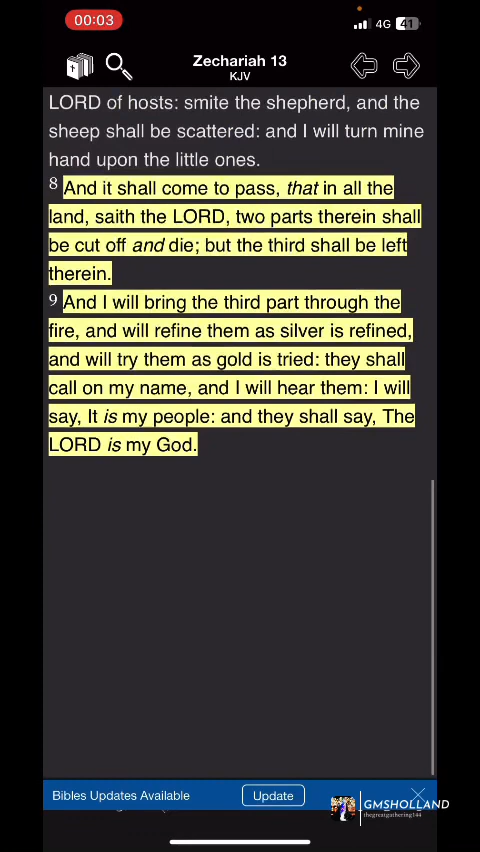 00:03
4G 41
Zechariah 13
KJV
LORD of hosts: smite the shepherd, and the
sheep shall be scattered: and I will turn mine
hand upon the little ones.
8 And it shall come to pass, that in all the
land, saith the LORD, two parts therein shall
be cut off and die; but the third shall be left
therein.
9 And I will bring the third part through the
fire, and will refine them as silver is refined,
and will try them as gold is tried: they shall
call on my name, and I will hear them: I will
say, It is my people: and they shall say, The
LORD is my God.
Bibles Updates Available
Update
GMSHOLLAND
thegreatgathering144